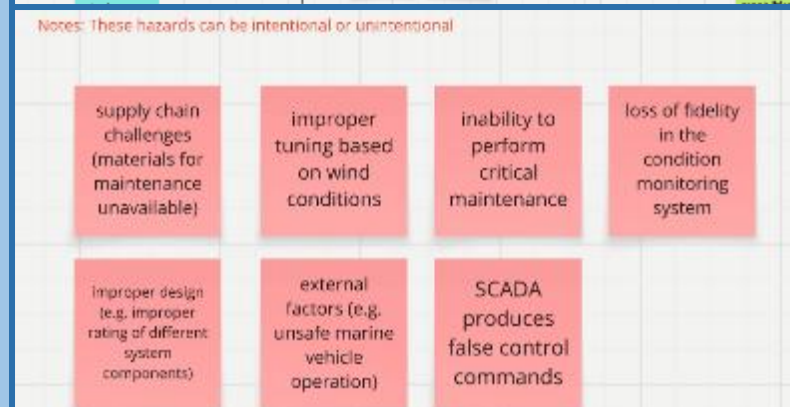 Notes: These hazards can be intentional or unintentional
supply chain
challenges
(materials for
maintenance
unavailable)
improper
tuning based
on wind
conditions
inability to
perform
critical
maintenance
loss of fidelity
in the
condition
monitoring
system
improper design
(e.g. improper
rating of different
system
components)
external
factors (e.g.
unsafe marine
vehicle
operation)
SCADA
produces
false control
commands